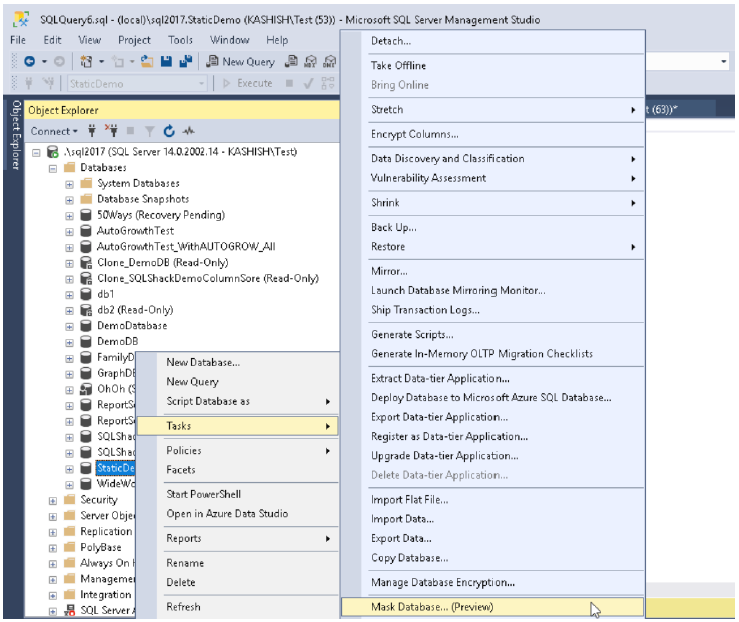 SQLQuery6.sql - (local)\sql2017.StaticDemo (KASHISH\Test (53)) - Microsoft SQL Server Management Studio
File Edit View Project Tools Window Help
New Query
StaticDemo Execute
Object Explorer
Object Explorer
Connect
.\sql2017 (SQL Server 14.0.2002.14 - KASHISH\Test)
Databases
System Databases
Database Snapshots
50Ways (Recovery Pending)
AutoGrowthTest
AutoGrowthTest_WithAUTOGROW_All
Clone_DemoDB (Read-Only)
Clone_SQLShackDemoColumnSore (Read-Only)
db1
db2 (Read-Only)
DemoDatabase
DemoDB
FamilyD
GraphDB
OhOh (S
ReportS
ReportS
SQLShac
SQLShac
StaticDe
WideWo
Security
Server Obje
Replication
PolyBase
Always On H
Managemen
Integration
SQL Server A
New Database...
New Query
Script Database as
Tasks
Policies
Facets
Start PowerShell
Open in Azure Data Studio
Reports
Rename
Delete
Refresh
Detach...
Take Offline
Bring Online
Stretch
Encrypt Columns...
Data Discovery and Classification
Vulnerability Assessment
Shrink
Back Up...
Restore
Mirror...
Launch Database Mirroring Monitor...
Ship Transaction Logs...
Generate Scripts...
Generate In-Memory OLTP Migration Checklists
Extract Data-tier Application...
Deploy Database to Microsoft Azure SQL Database...
Export Data-tier Application...
Register as Data-tier Application...
Upgrade Data-tier Application...
Delete Data-tier Application...
Import Flat File...
Import Data...
Export Data...
Copy Database...
Manage Database Encryption...
Mask Database... (Preview)
t (63))*